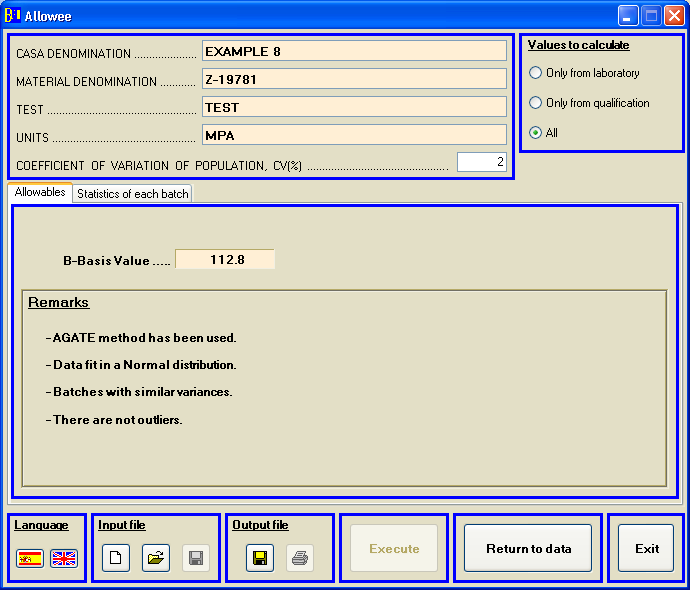 Allowee
CASA DENOMINATION ..................... EXAMPLE 8
MATERIAL DENOMINATION ............ Z-19781
TEST .................................................. TEST
UNITS ................................................ MPA
COEFFICIENT OF VARIATION OF POPULATION, CV(%) ............................................... 2
Values to calculate
Only from laboratory
Only from qualification
All
Allowables Statistics of each batch
B-Basis Value ..... 112.8
Remarks
-AGATE method has been used.
-Data fit in a Normal distribution.
-Batches with similar variances.
-There are not outliers.
Language Input file Output file
Execute Return to data Exit